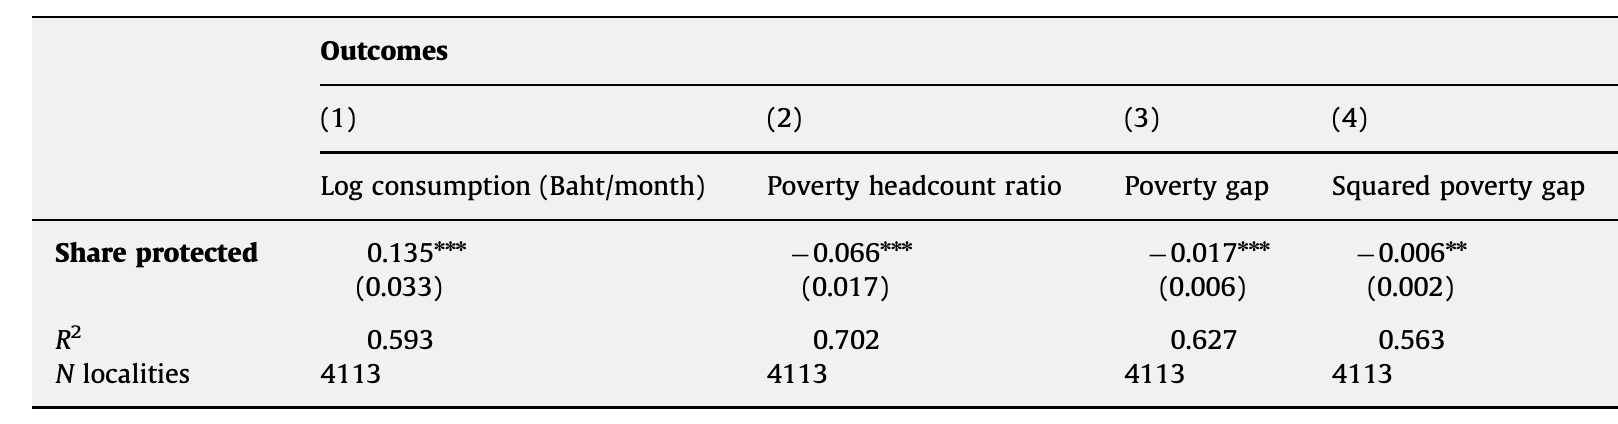 Outcomes
(1) (2) (3) (4)
Log consumption (Baht/month) Poverty headcount ratio Poverty gap Squared poverty gap
Share protected 0.135*** −0.066*** −0.017*** −0.006**
(0.033) (0.017) (0.006) (0.002)
R² 0.593 0.702 0.627 0.563
N localities 4113 4113 4113 4113